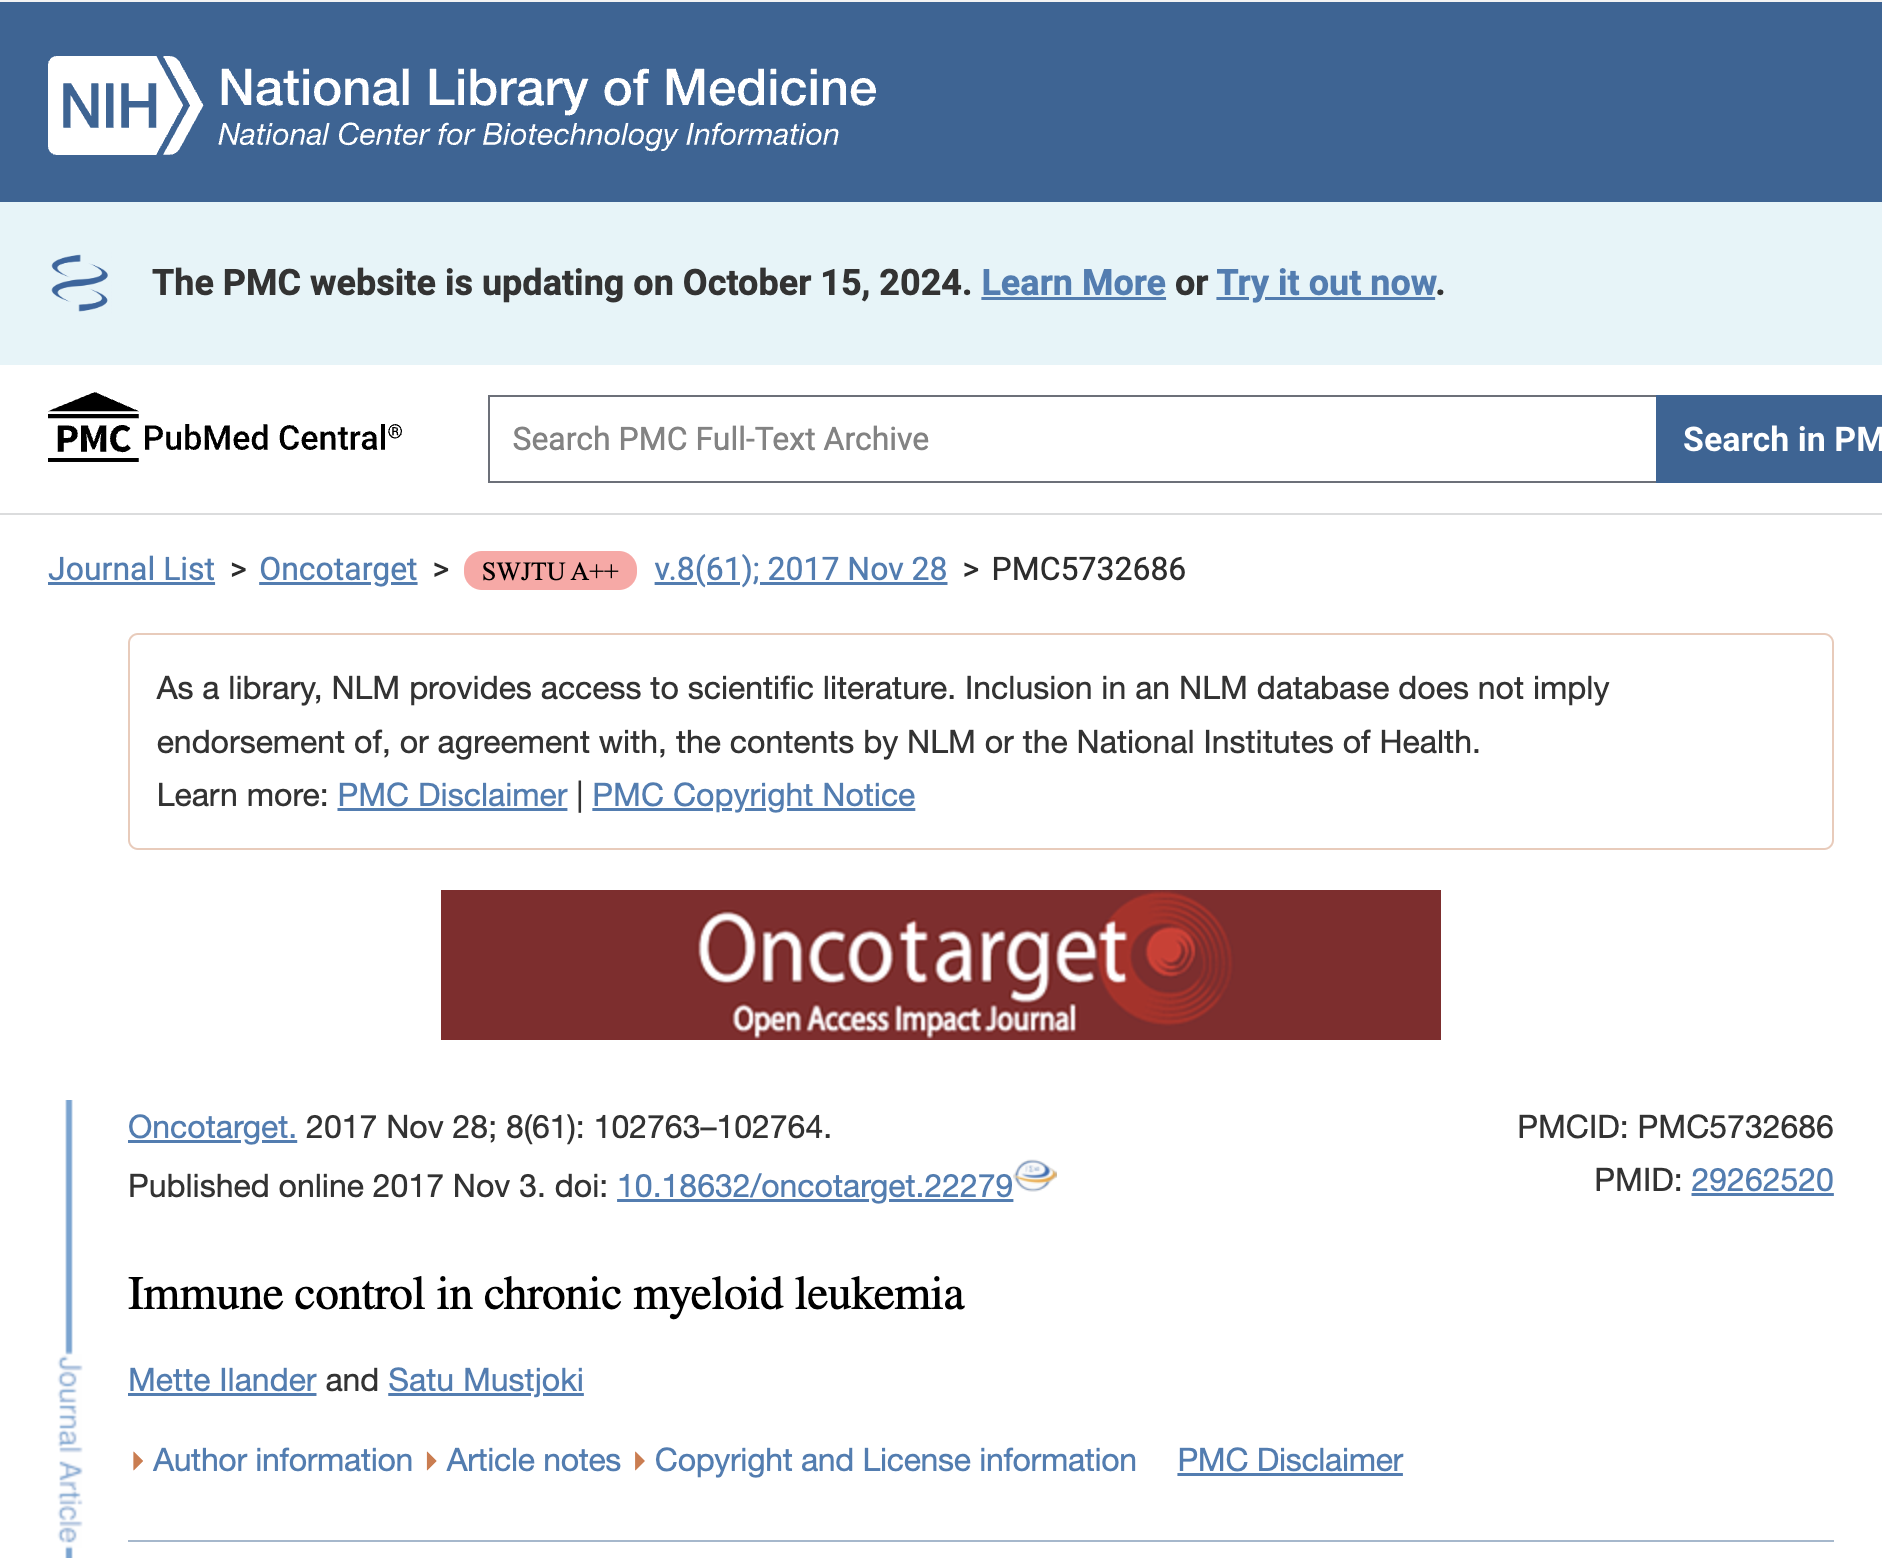 NIH National Library of Medicine
National Center for Biotechnology Information
The PMC website is updating on October 15, 2024. Learn More or Try it out now.
PMC PubMed Central®
Search PMC Full-Text Archive
Search in PM
Journal List > Oncotarget > SWJTU A++ v.8(61); 2017 Nov 28 > PMC5732686
As a library, NLM provides access to scientific literature. Inclusion in an NLM database does not imply
endorsement of, or agreement with, the contents by NLM or the National Institutes of Health.
Learn more: PMC Disclaimer | PMC Copyright Notice
Oncotarget
Open Access Impact Journal
Oncotarget. 2017 Nov 28; 8(61): 102763–102764.
Published online 2017 Nov 3. doi: 10.18632/oncotarget.22279
PMCID: PMC5732686
PMID: 29262520
Immune control in chronic myeloid leukemia
Mette Ilander and Satu Mustjoki
Author information Article notes Copyright and License information PMC Disclaimer
Journal Article